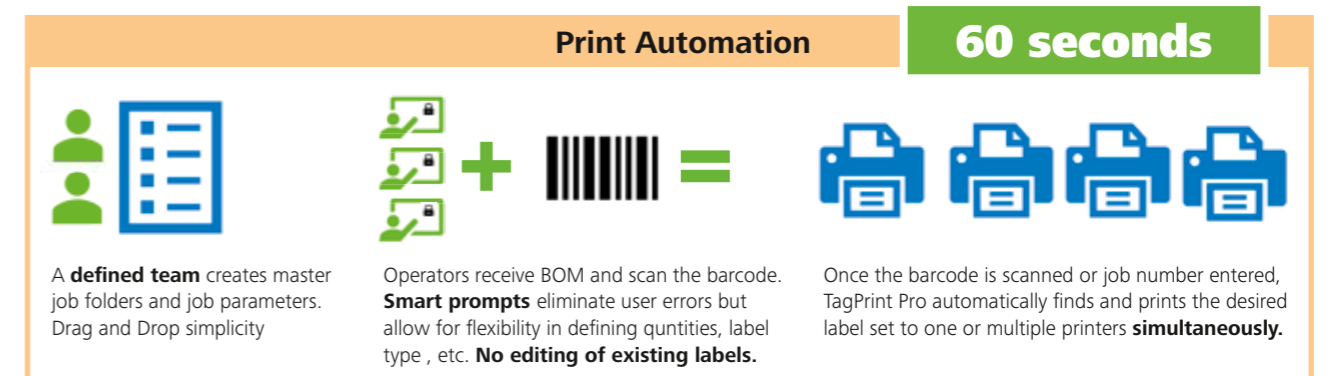 Print Automation
60 seconds
A defined team creates master
job folders and job parameters.
Drag and Drop simplicity
Operators receive BOM and scan the barcode.
Smart prompts eliminate user errors but
allow for flexibility in defining quntities, label
type , etc. No editing of existing labels.
Once the barcode is scanned or job number entered,
TagPrint Pro automatically finds and prints the desired
label set to one or multiple printers simultaneously.